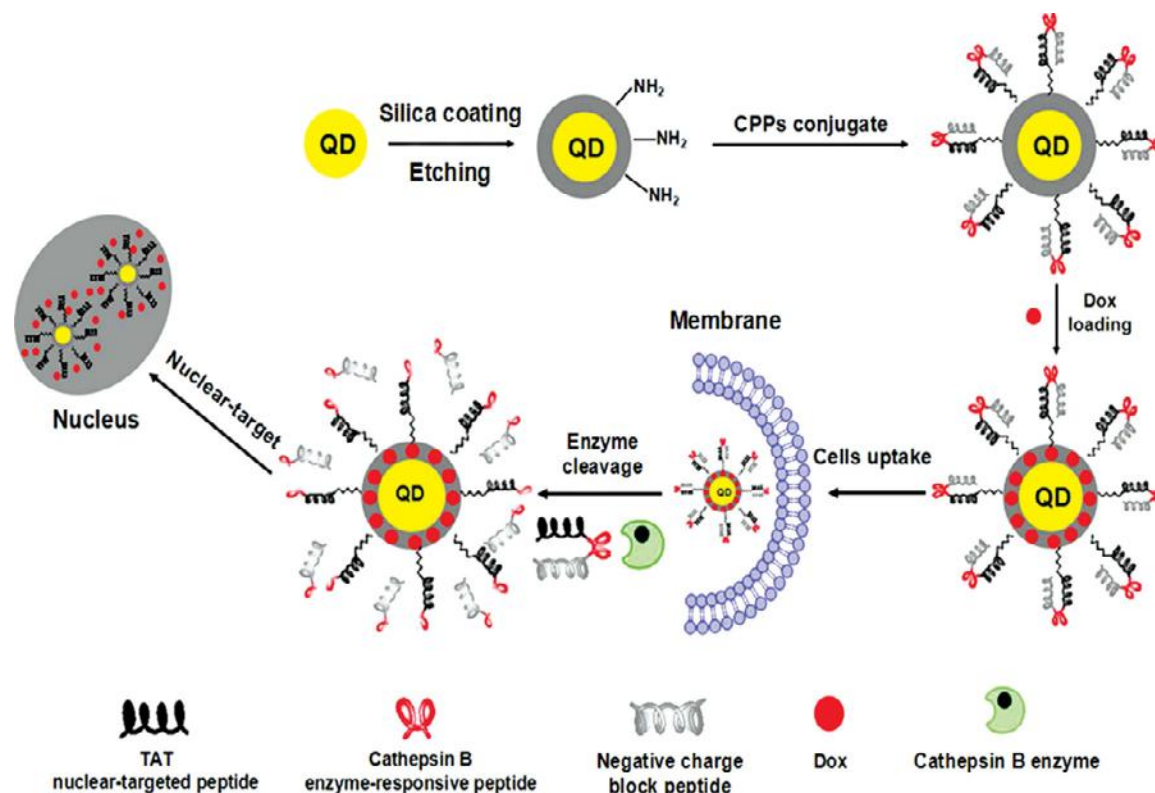 QD
Silica coating
Etching
QD
NH2
NH2
NH2
CPPs conjugate
QD
Dox
loading
QD
Cells uptake
Membrane
QD
Enzyme
cleavage
QD
Nuclear-target
Nucleus
TAT
nuclear-targeted peptide
Cathepsin B
enzyme-responsive peptide
Negative charge
block peptide
Dox
Cathepsin B enzyme